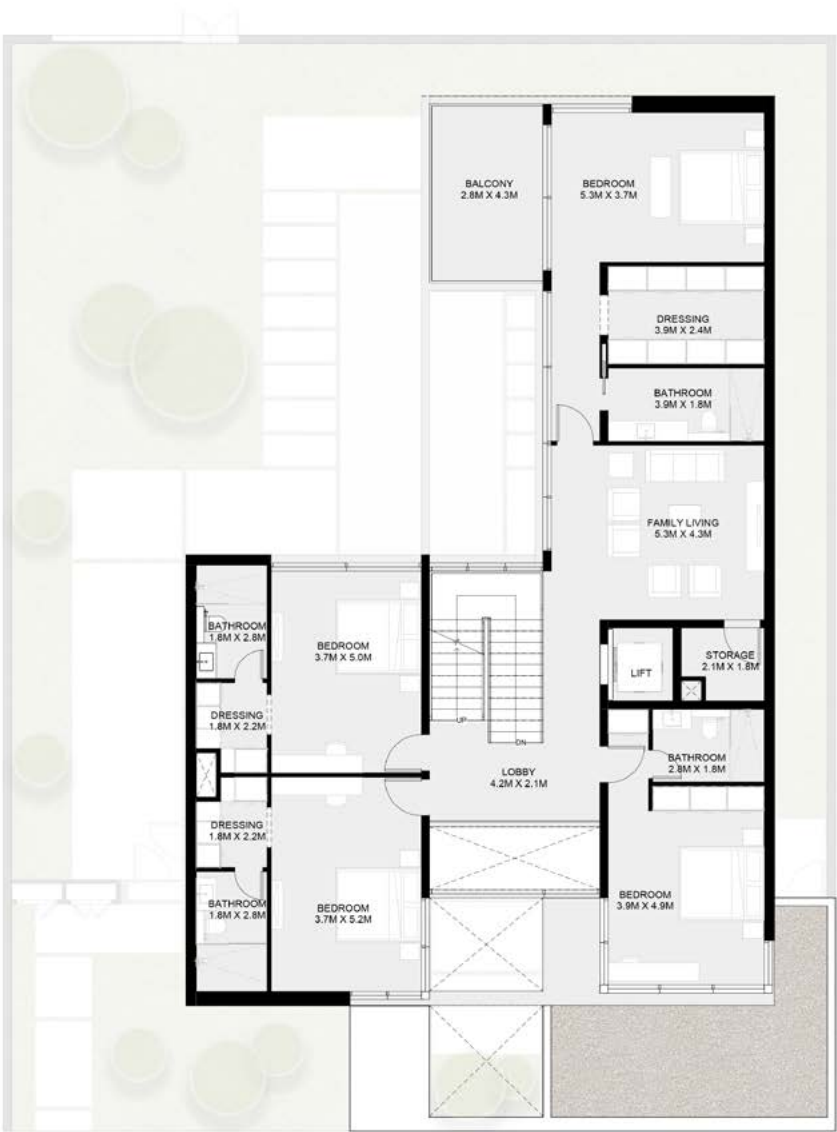 BALCONY
2.8M X 4.3M
BEDROOM
5.3M X 3.7M
DRESSING
3.9M X 2.4M
BATHROOM
3.9M X 1.8M
FAMILY LIVING
5.3M X 4.3M
BATHROOM
1.8M X 2.8M
BEDROOM
3.7M X 5.0M
LIFT
STORAGE
2.1M X 1.8M
DRESSING
1.8M X 2.2M
UP
DN
LOBBY
4.2M X 2.1M
BATHROOM
2.8M X 1.8M
DRESSING
1.8M X 2.2M
BATHROOM
1.8M X 2.8M
BEDROOM
3.7M X 5.2M
BEDROOM
3.9M X 4.9M